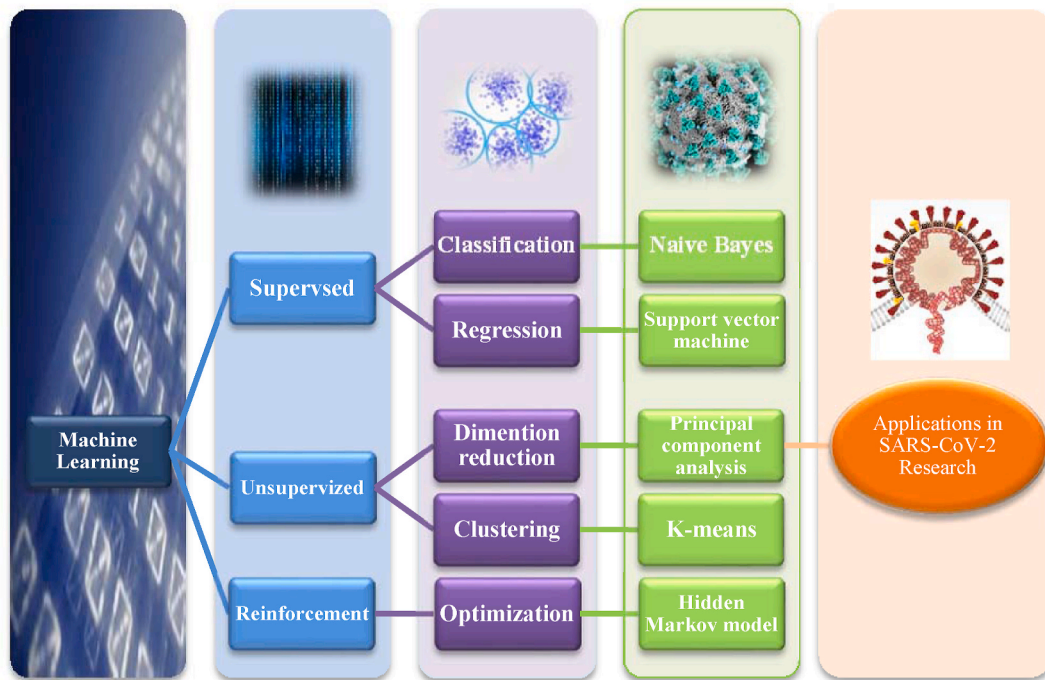 Machine
Learning
Supervsed
Unsupervized
Reinforcement
Classification
Regression
Dimention
reduction
Clustering
Optimization
Naive Bayes
Support vector
machine
Principal
component
analysis
K-means
Hidden
Markov model
Applications in
SARS-CoV-2
Research